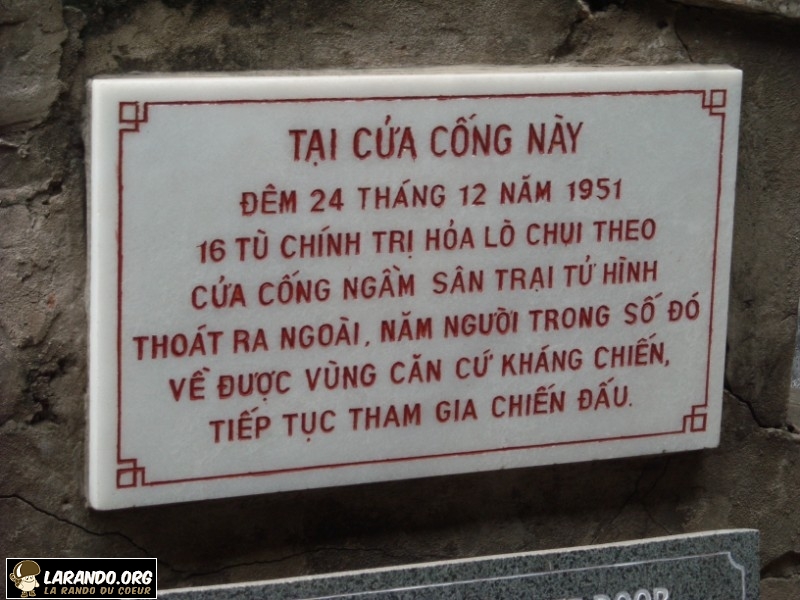 TẠI CỬA CỐNG NÀY
ĐÊM 24 THÁNG 12 NĂM 1951
16 TÙ CHÍNH TRỊ HỎA LÒ CHUI THEO
CỬA CỐNG NGẦM SÂN TRẠI TỬ HÌNH
THOÁT RA NGOÀI, NĂM NGƯỜI TRONG SỐ ĐÓ
VỀ ĐƯỢC VÙNG CĂN CỨ KHÁNG CHIẾN,
TIẾP TỤC THAM GIA CHIẾN ĐẤU.
DOOR
LARANDO.ORG
LA RANDO DU COEUR